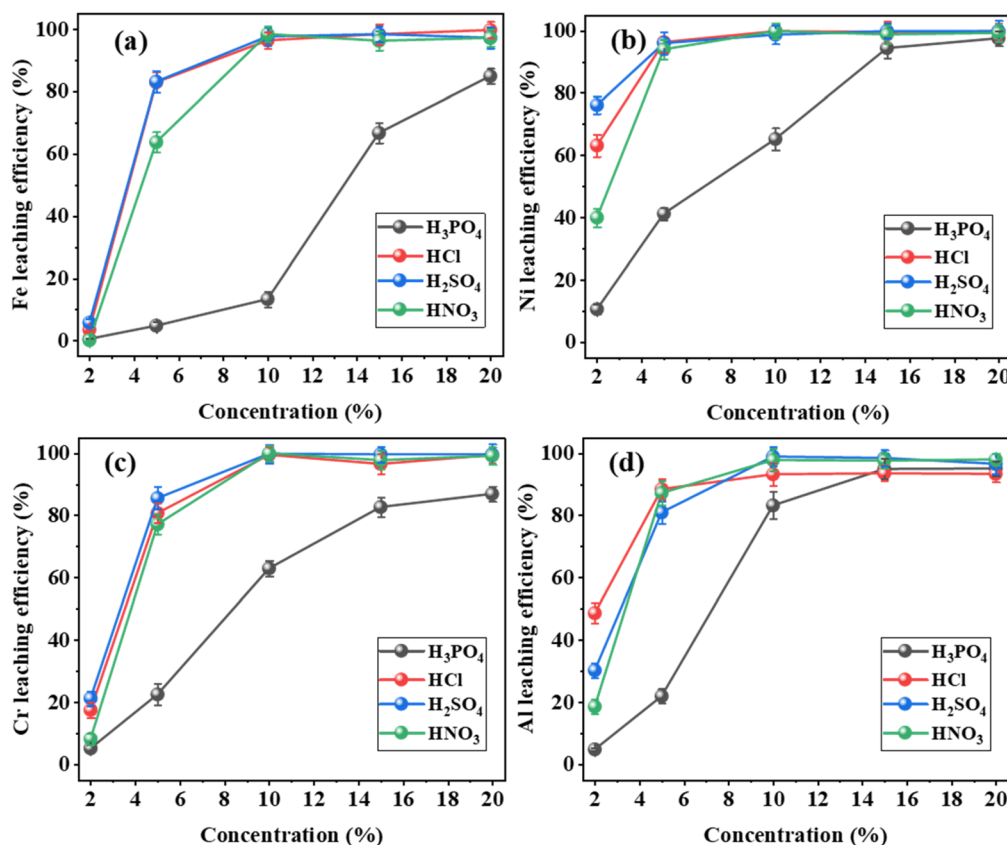 (a)
Fe leaching efficiency (%)
100
80
60
40
20
0
H₃PO₄
HCl
H₂SO₄
HNO₃
2 4 6 8 10 12 14 16 18 20
Concentration (%)
(b)
Ni leaching efficiency (%)
100
80
60
40
20
0
H₃PO₄
HCl
H₂SO₄
HNO₃
2 4 6 8 10 12 14 16 18 20
Concentration (%)
(c)
Cr leaching efficiency (%)
100
80
60
40
20
0
H₃PO₄
HCl
H₂SO₄
HNO₃
2 4 6 8 10 12 14 16 18 20
Concentration (%)
(d)
Al leaching efficiency (%)
100
80
60
40
20
0
H₃PO₄
HCl
H₂SO₄
HNO₃
2 4 6 8 10 12 14 16 18 20
Concentration (%)